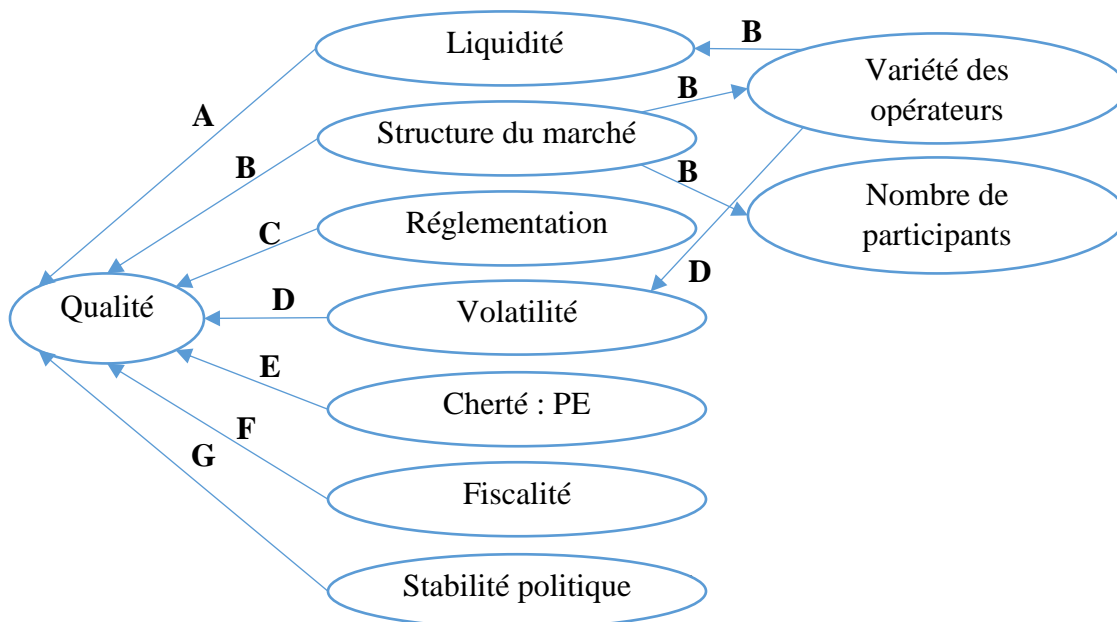 B
Liquidité
Variété des
opérateurs
B
A
Structure du marché
B
B
Nombre de
participants
Réglementation
C
D
Qualité
D
Volatilité
E
Cherté : PE
F
G
Fiscalité
Stabilité politique